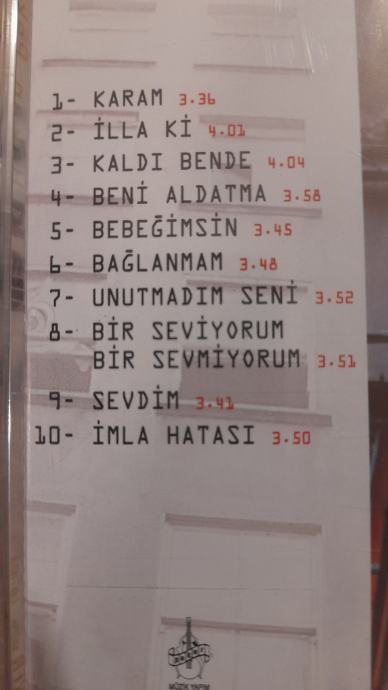 1- KARAM 3.36
2- İLLA Kİ 4.01
3- KALDI BENDE 4.04
4- BENİ ALDATMA 3.58
5- BEBEĞİMSİN 3.45
6- BAĞLANMAM 3.48
7- UNUTMADIM SENİ 3.52
8- BİR SEVİYORUM
BİR SEVMİYORUM 3.51
9- SEVDİM 3.41
10- İMLA HATASI 3.50
MÜZİK YAPIM